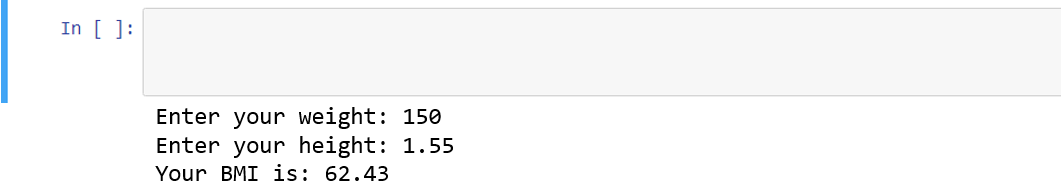 In [ ]:
Enter your weight: 150
Enter your height: 1.55
Your BMI is: 62.43